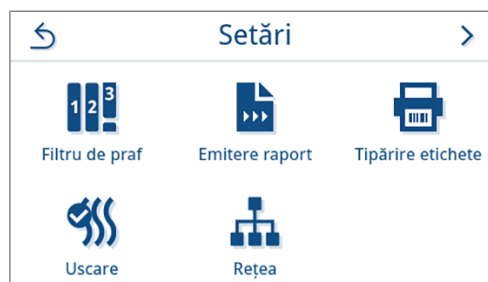 Setări
1 2 3
Filtru de praf
Emitere raport
Tipărire etichete
Uscare
Rețea